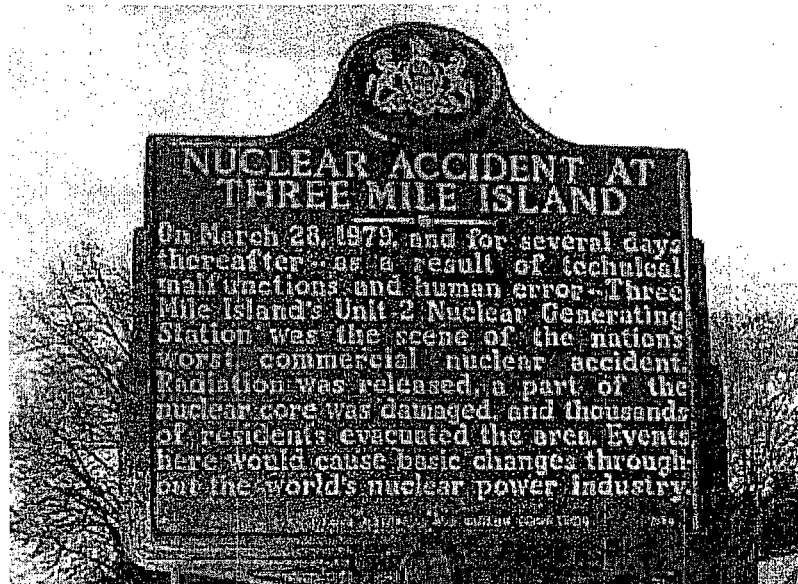 NUCLEAR ACCIDENT AT
THREE MILE ISLAND
On March 28, 1979, and for several days
thereafter--as a result of technical
malfunctions and human error--Three
Mile Island's Unit 2 Nuclear Generating
Station was the scene of the nation's
worst commercial nuclear accident.
Radiation was released, a part of the
nuclear core was damaged, and thousands
of residents evacuated the area. Events
here would cause basic changes through-
out the world's nuclear power industry.